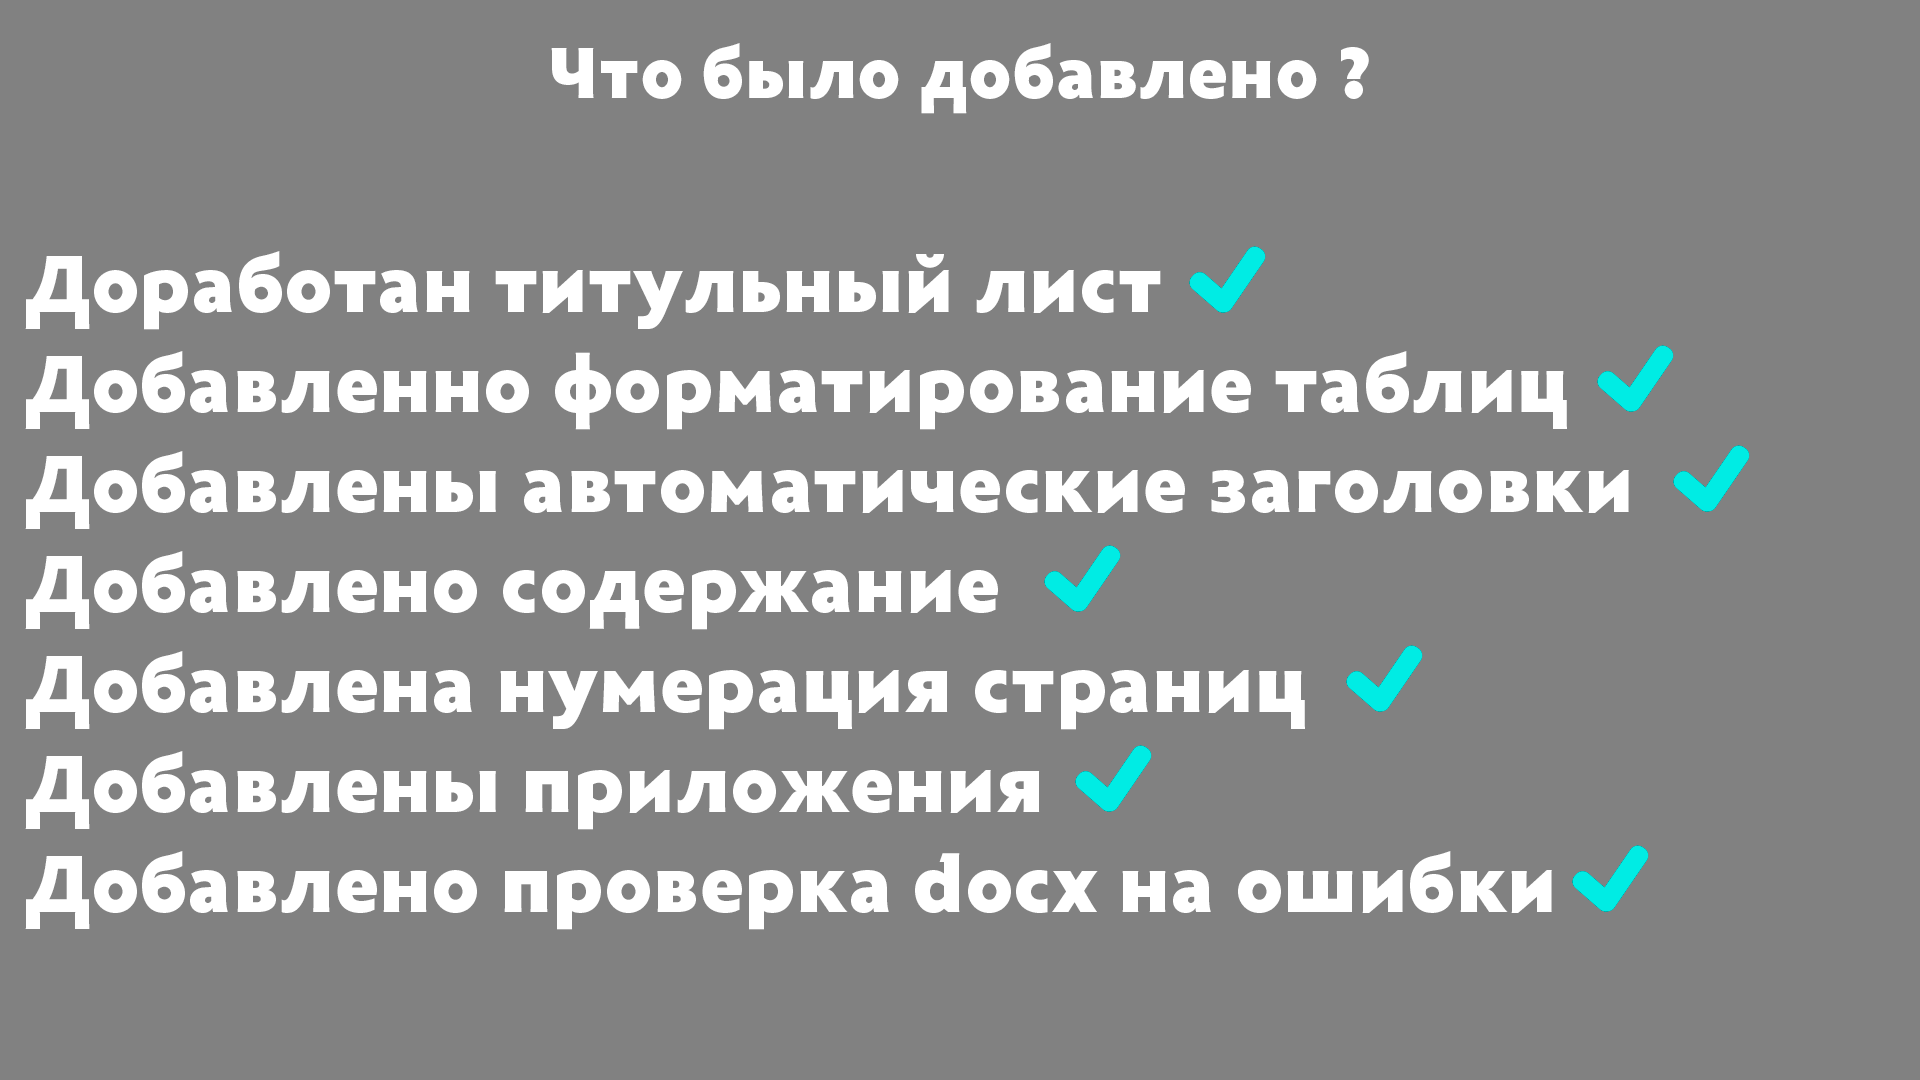 Что было добавлено ?
Доработан титульный лист
Добавленно форматирование таблиц
Добавлены автоматические заголовки
Добавлено содержание
Добавлена нумерация страниц
Добавлены приложения
Добавлено проверка docx на ошибки